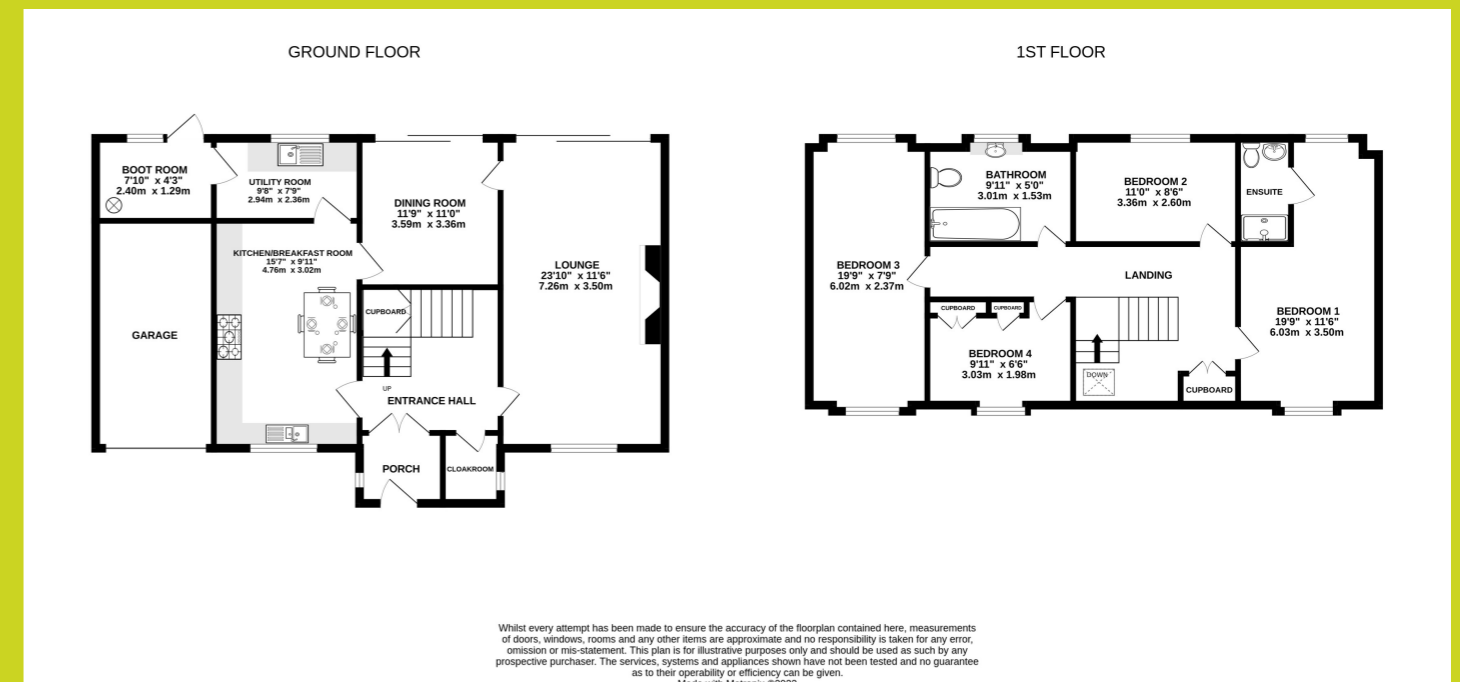 GROUND FLOOR
1ST FLOOR
BOOT ROOM
7'10" x 4'3"
2.40m x 1.29m
UTILITY ROOM
9'8" x 7'9"
2.94m x 2.36m
DINING ROOM
11'9" x 11'0"
3.59m x 3.36m
KITCHEN/BREAKFAST ROOM
15'7" x 9'11"
4.76m x 3.02m
LOUNGE
23'10" x 11'6"
7.26m x 3.50m
CUPBOARD
GARAGE
UP
ENTRANCE HALL
PORCH
CLOAKROOM
BATHROOM
9'11" x 5'0"
3.01m x 1.53m
BEDROOM 2
11'0" x 8'6"
3.36m x 2.60m
ENSUITE
BEDROOM 3
19'9" x 7'9"
6.02m x 2.37m
LANDING
CUPBOARD
CUPBOARD
BEDROOM 1
19'9" x 11'6"
6.03m x 3.50m
BEDROOM 4
9'11" x 6'6"
3.03m x 1.98m
DOWN
CUPBOARD
Whilst every attempt has been made to ensure the accuracy of the floorplan contained here, measurements
of doors, windows, rooms and any other items are approximate and no responsibility is taken for any error,
omission or mis-statement. This plan is for illustrative purposes only and should be used as such by any
prospective purchaser. The services, systems and appliances shown have not been tested and no guarantee
as to their operability or efficiency can be given.